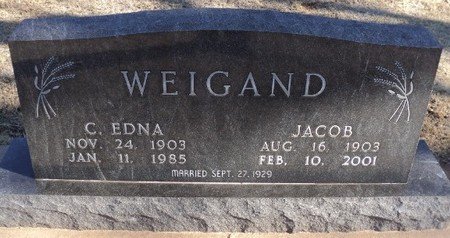 WEIGAND
C. EDNA
NOV. 24, 1903
JAN. 11, 1985
JACOB
AUG. 16, 1903
FEB. 10, 2001
MARRIED SEPT. 27, 1929